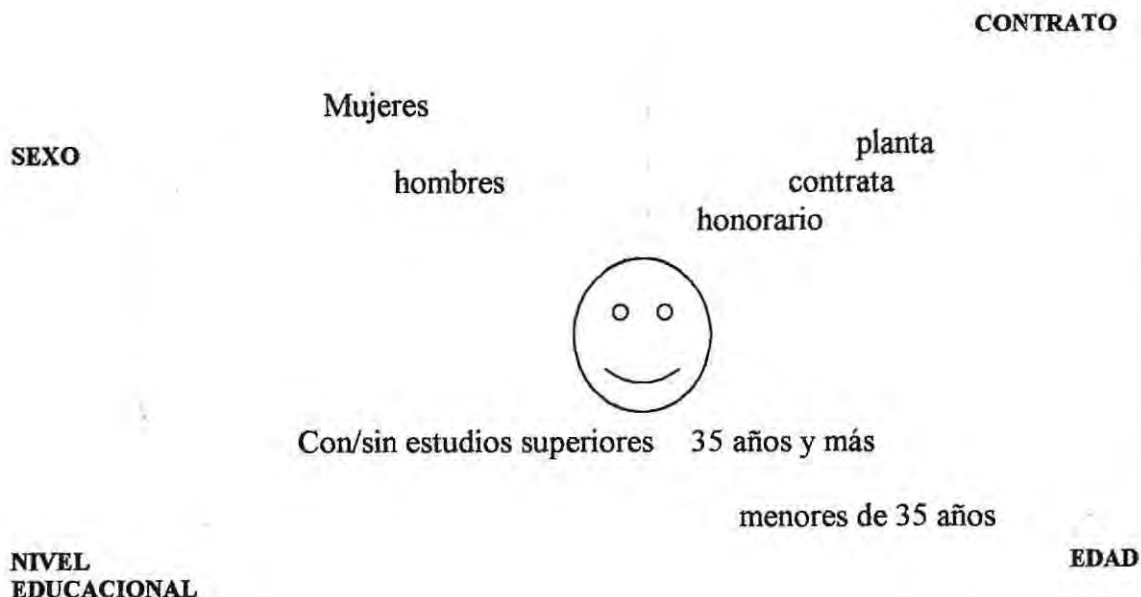 CONTRATO
Mujeres
planta
SEXO
hombres
contrata
honorario
Con/sin estudios superiores 35 años y más
menores de 35 años
NIVEL
EDUCACIONAL
EDAD